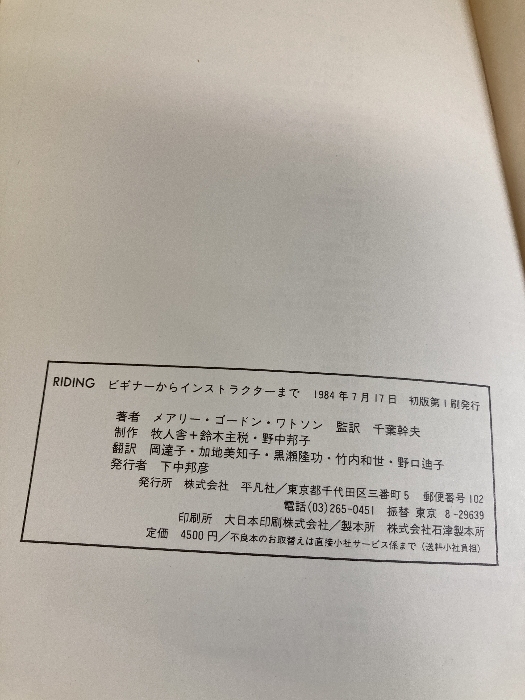 RIDING ビギナーからインストラクターまで 1984年7月17日 初版第1刷発行
著者 メアリー・ゴードン・ワトソン 監訳 千葉幹夫
制作 牧人舎+鈴木主税・野中邦子
翻訳 岡達子・加地美知子・黒瀬隆功・竹内和世・野口迪子
発行者 下中邦彦
発行所 株式会社 平凡社/東京都千代田区三番町5 郵便番号102
電話(03)265-0451 振替 東京 8-29639
印刷所 大日本印刷株式会社/製本所 株式会社石津製本所
定価 4500円/不良本のお取替えは直接小社サービス係まで(送料小社負担)